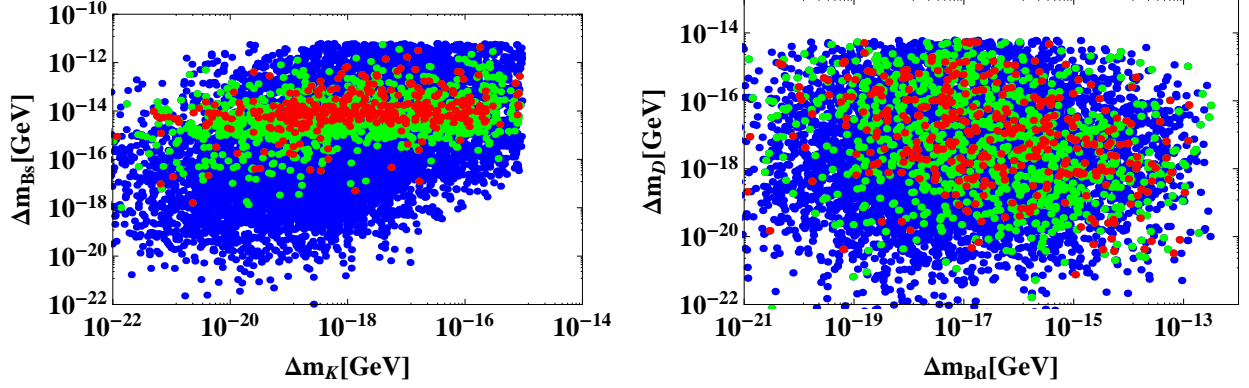 10⁻¹⁰
10⁻¹²
10⁻¹⁴
10⁻¹⁶
10⁻¹⁸
10⁻²⁰
10⁻²²
Δm_Bs[GeV]
10⁻²² 10⁻²⁰ 10⁻¹⁸ 10⁻¹⁶ 10⁻¹⁴
Δm_K[GeV]
10⁻¹⁴
10⁻¹⁶
10⁻¹⁸
10⁻²⁰
10⁻²²
Δm_D[GeV]
10⁻²¹ 10⁻¹⁹ 10⁻¹⁷ 10⁻¹⁵ 10⁻¹³
Δm_Bd[GeV]